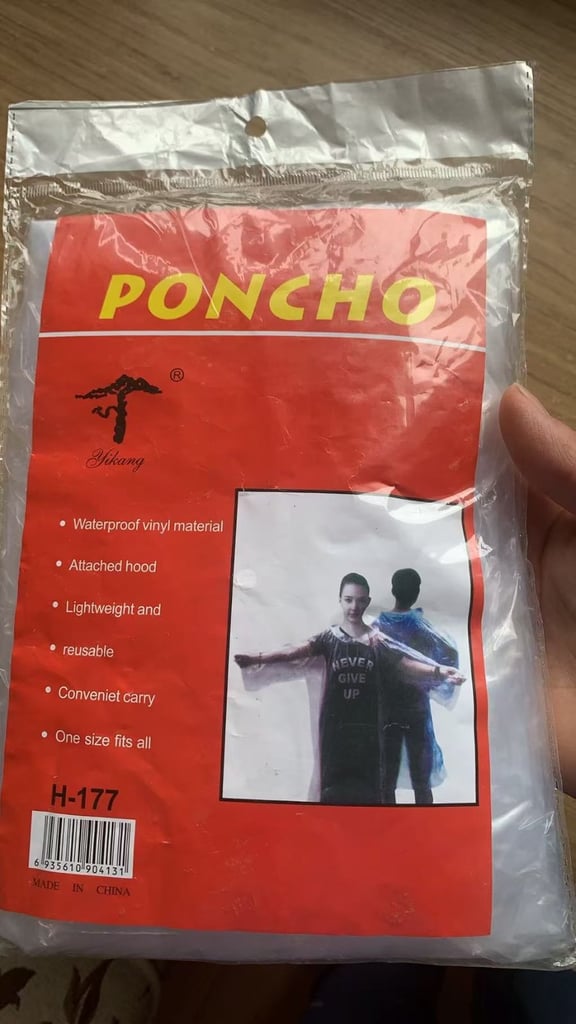 PONCHO
®
Yikang
• Waterproof vinyl material
• Attached hood
• Lightweight and
• reusable
• Conveniet carry
• One size fits all
NEVER
GIVE
UP
H-177
6 935610 904131
MADE IN CHINA